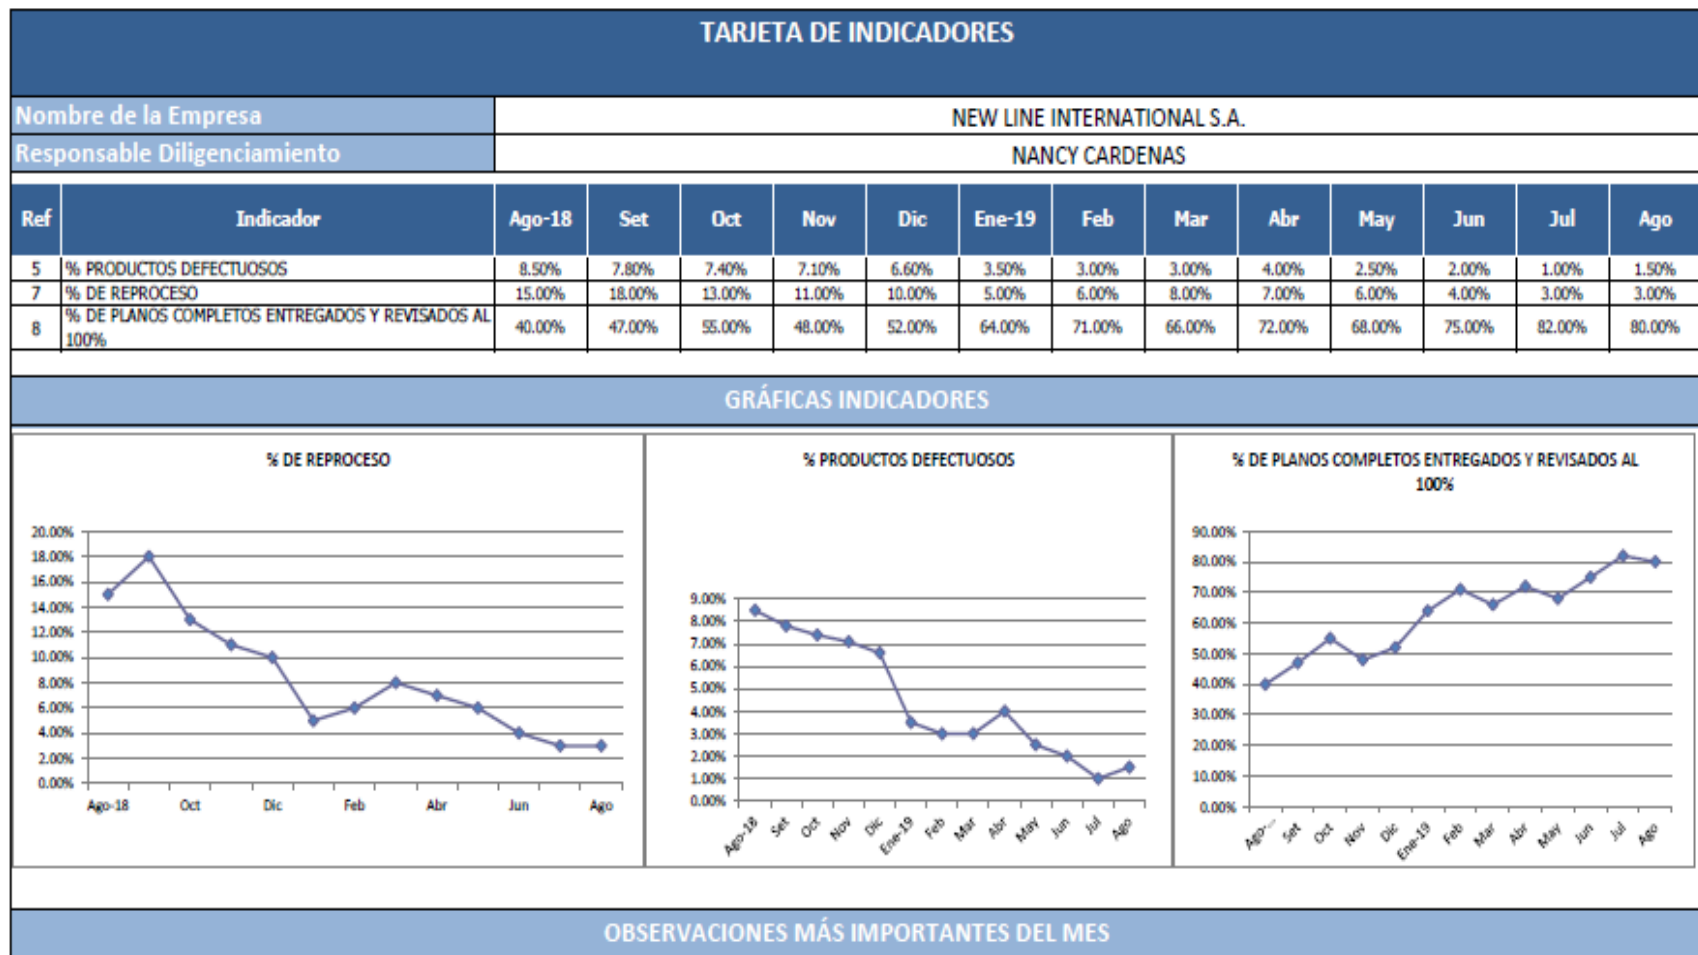 TARJETA DE INDICADORES
Nombre de la Empresa NEW LINE INTERNATIONAL S.A.
Responsable Diligenciamiento NANCY CARDENAS
Ref Indicador Ago-18 Set Oct Nov Dic Ene-19 Feb Mar Abr May Jun Jul Ago
5 % PRODUCTOS DEFECTUOSOS 8.50% 7.80% 7.40% 7.10% 6.60% 3.50% 3.00% 3.00% 4.00% 2.50% 2.00% 1.00% 1.50%
7 % DE REPROCESO 15.00% 18.00% 13.00% 11.00% 10.00% 5.00% 6.00% 8.00% 7.00% 6.00% 4.00% 3.00% 3.00%
8 % DE PLANOS COMPLETOS ENTREGADOS Y REVISADOS AL
100% 40.00% 47.00% 55.00% 48.00% 52.00% 64.00% 71.00% 66.00% 72.00% 68.00% 75.00% 82.00% 80.00%
GRÁFICAS INDICADORES
% DE REPROCESO
20.00%
18.00%
16.00%
14.00%
12.00%
10.00%
8.00%
6.00%
4.00%
2.00%
0.00%
Ago-18 Oct Dic Feb Abr Jun Ago
% PRODUCTOS DEFECTUOSOS
9.00%
8.00%
7.00%
6.00%
5.00%
4.00%
3.00%
2.00%
1.00%
0.00%
Ago-18 Set Oct Nov Dic Ene-19 Feb Mar Abr May Jun Jul Ago
% DE PLANOS COMPLETOS ENTREGADOS Y REVISADOS AL
100%
90.00%
80.00%
70.00%
60.00%
50.00%
40.00%
30.00%
20.00%
10.00%
0.00%
Ago-... Set Oct Nov Dic Ene-19 Feb Mar Abr May Jun Jul Ago
OBSERVACIONES MÁS IMPORTANTES DEL MES